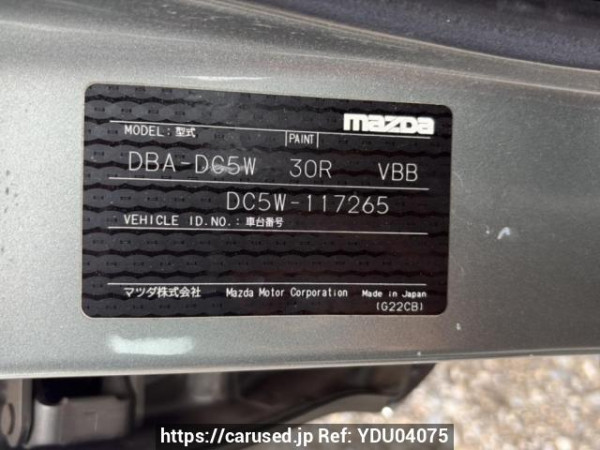 mazda
MODEL: 型式 PAINT
DBA-DC5W 30R VBB
DC5W-117265
VEHICLE ID.NO.: 車台番号
マツダ株式会社 Mazda Motor Corporation Made in Japan
(G22CB)
https://carused.jp Ref: YDU04075